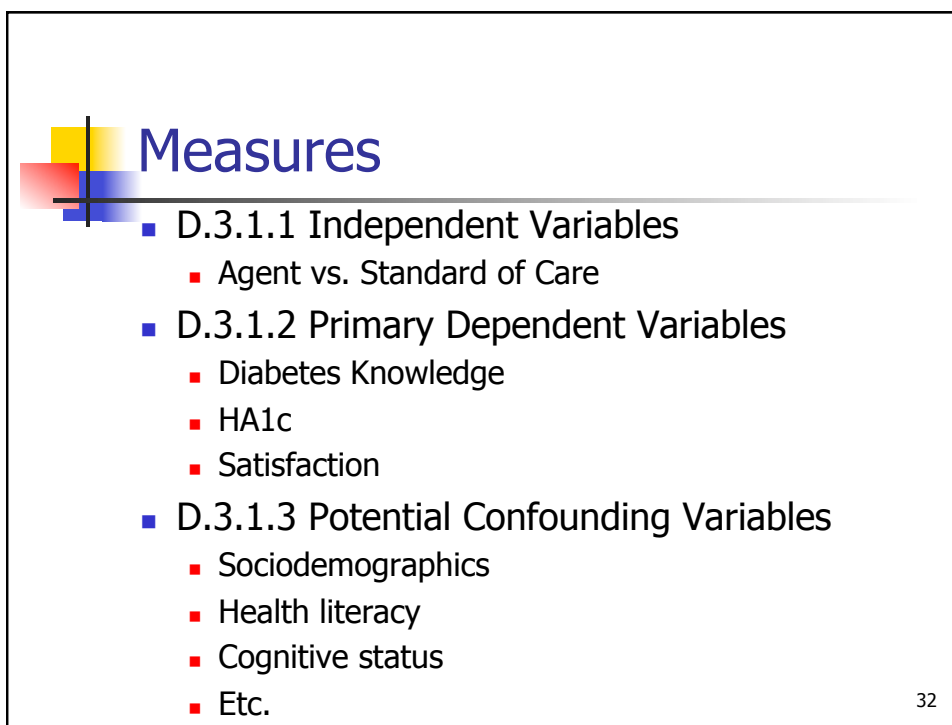 Measures
D.3.1.1 Independent Variables
Agent vs. Standard of Care
D.3.1.2 Primary Dependent Variables
Diabetes Knowledge
HA1c
Satisfaction
D.3.1.3 Potential Confounding Variables
Sociodemographics
Health literacy
Cognitive status
Etc.
32